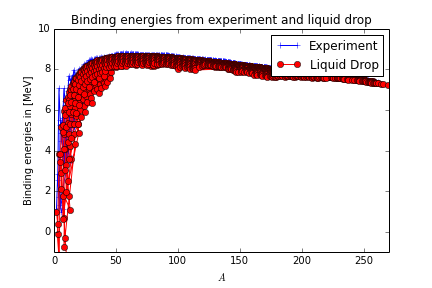 Binding energies from experiment and liquid drop
10
8
6
4
2
0
Binding energies in [MeV]
Experiment
Liquid Drop
0 50 100 150 200 250
A